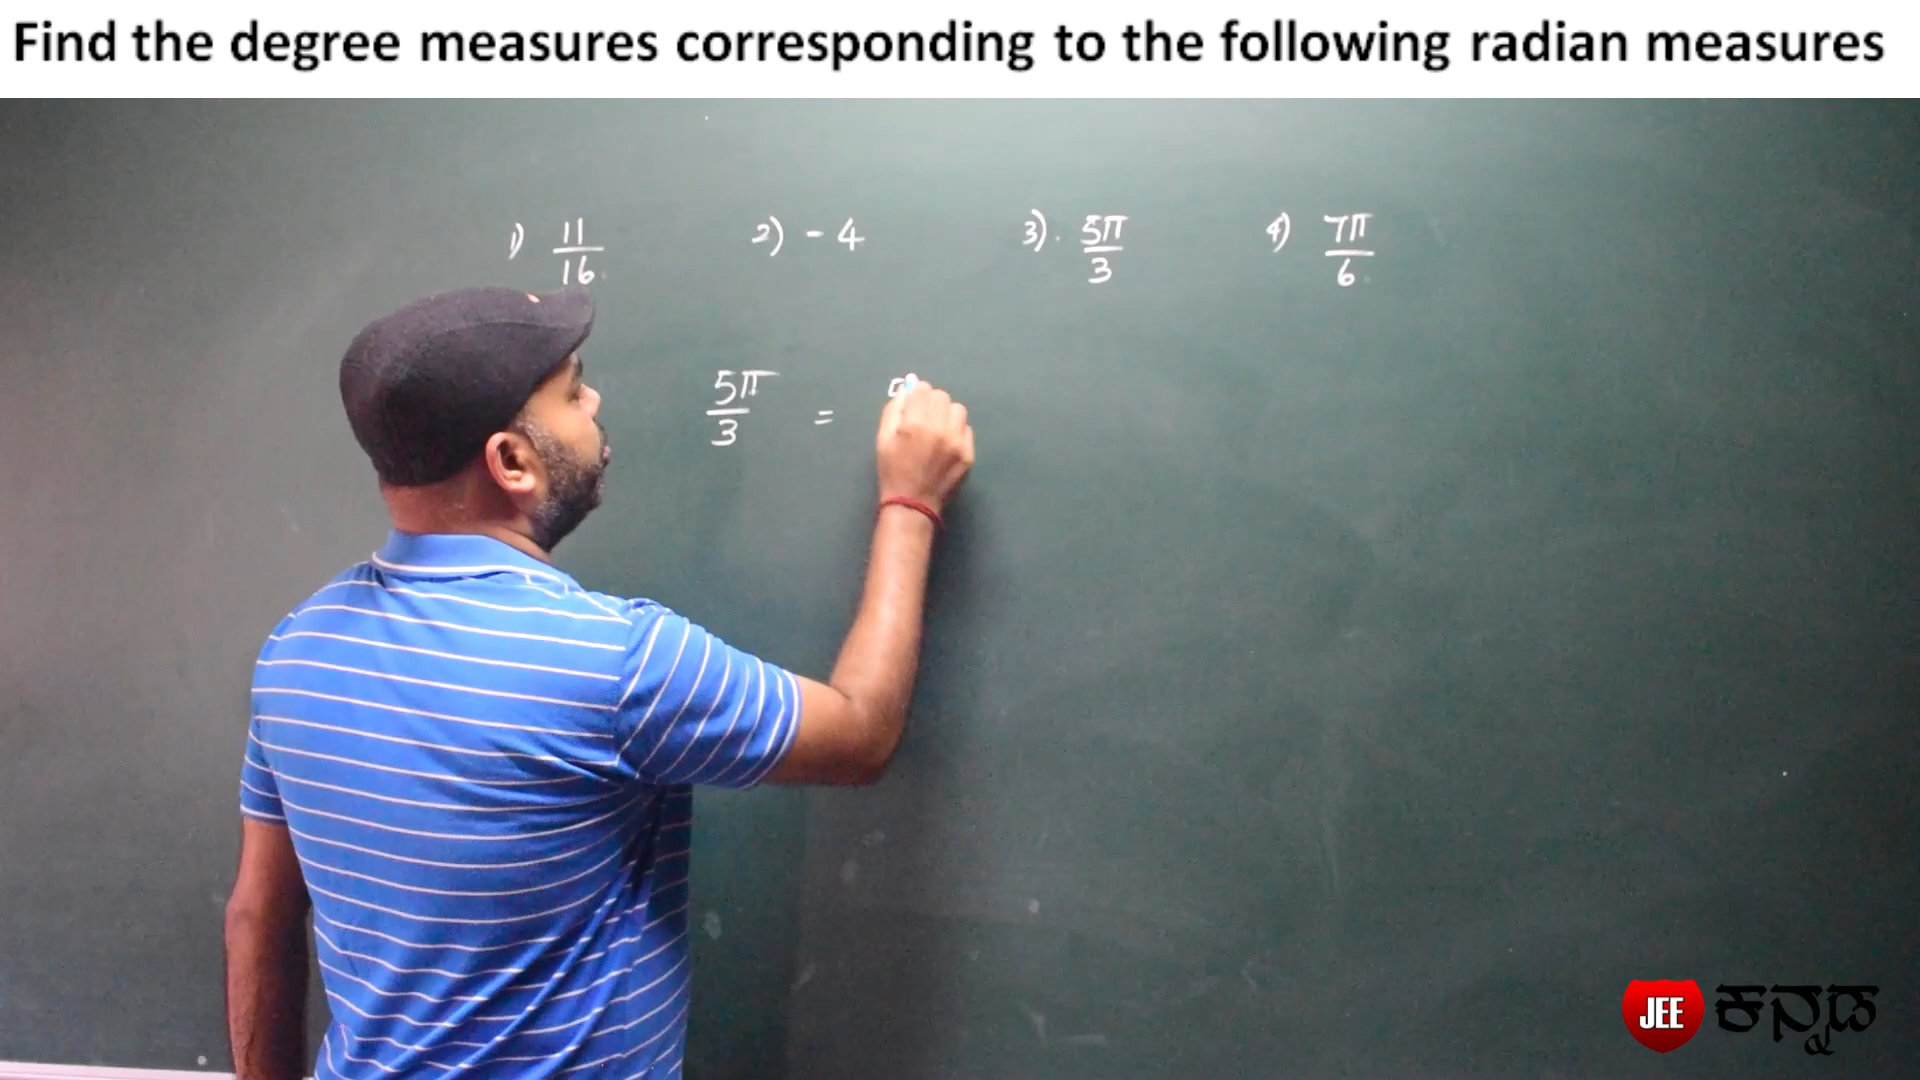 Find the degree measures corresponding to the following radian measures
1) 11/16 2) - 4 3). 5π/3 4) 7π/6
5π/3 = 5
JEE ಕನ್ನಡ